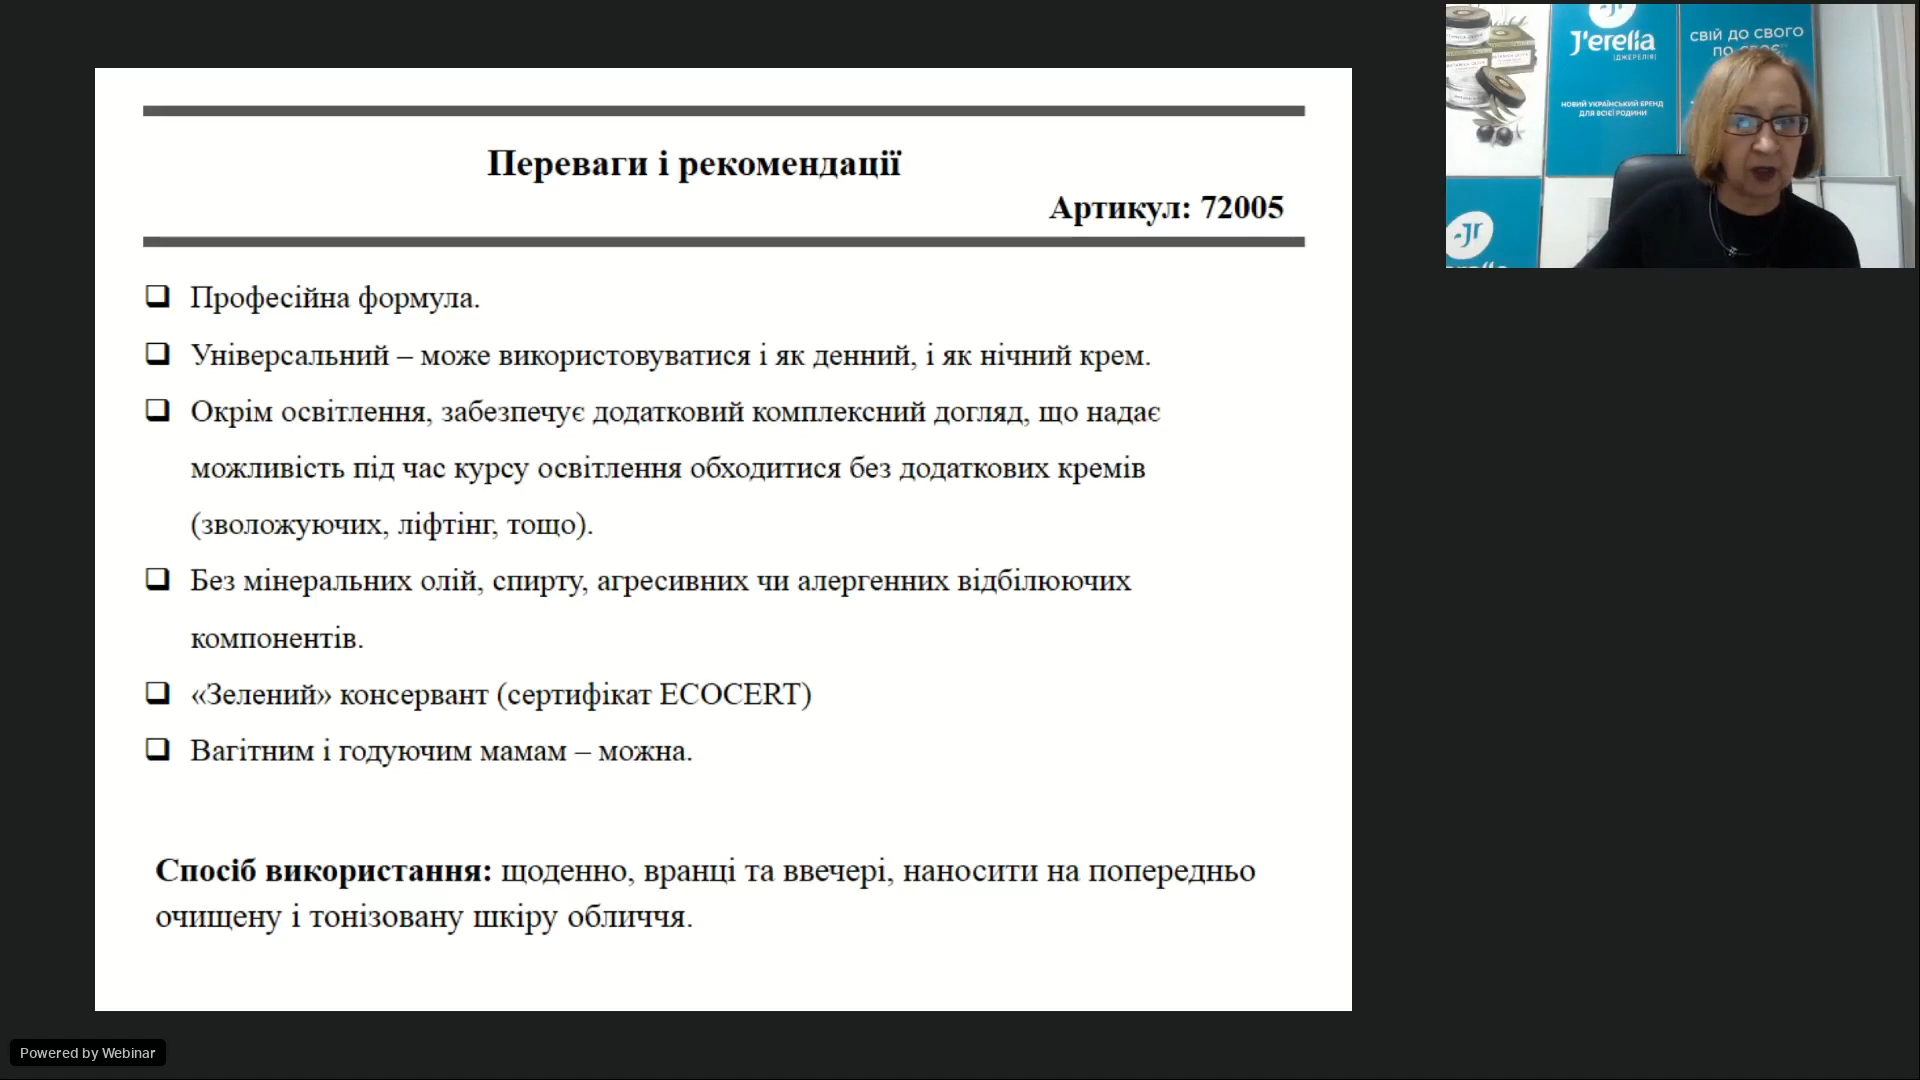 Переваги і рекомендації
Артикул: 72005
Професійна формула.
Універсальний – може використовуватися і як денний, і як нічний крем.
Окрім освітлення, забезпечує додатковий комплексний догляд, що надає
можливість під час курсу освітлення обходитися без додаткових кремів
(зволожуючих, ліфтінг, тощо).
Без мінеральних олій, спирту, агресивних чи алергенних відбілюючих
компонентів.
«Зелений» консервант (сертифікат ECOCERT)
Вагітним і годуючим мамам – можна.
Спосіб використання: щоденно, вранці та ввечері, наносити на попередньо
очищену і тонізовану шкіру обличчя.
Jr
J'erelia
(ДЖЕРЕЛІЯ)
НОВИЙ УКРАЇНСЬКИЙ БРЕНД
ДЛЯ ВСІЄЇ РОДИНИ
СВІЙ ДО СВОГО
ПО СВОЄ
Jr
Powered by Webinar